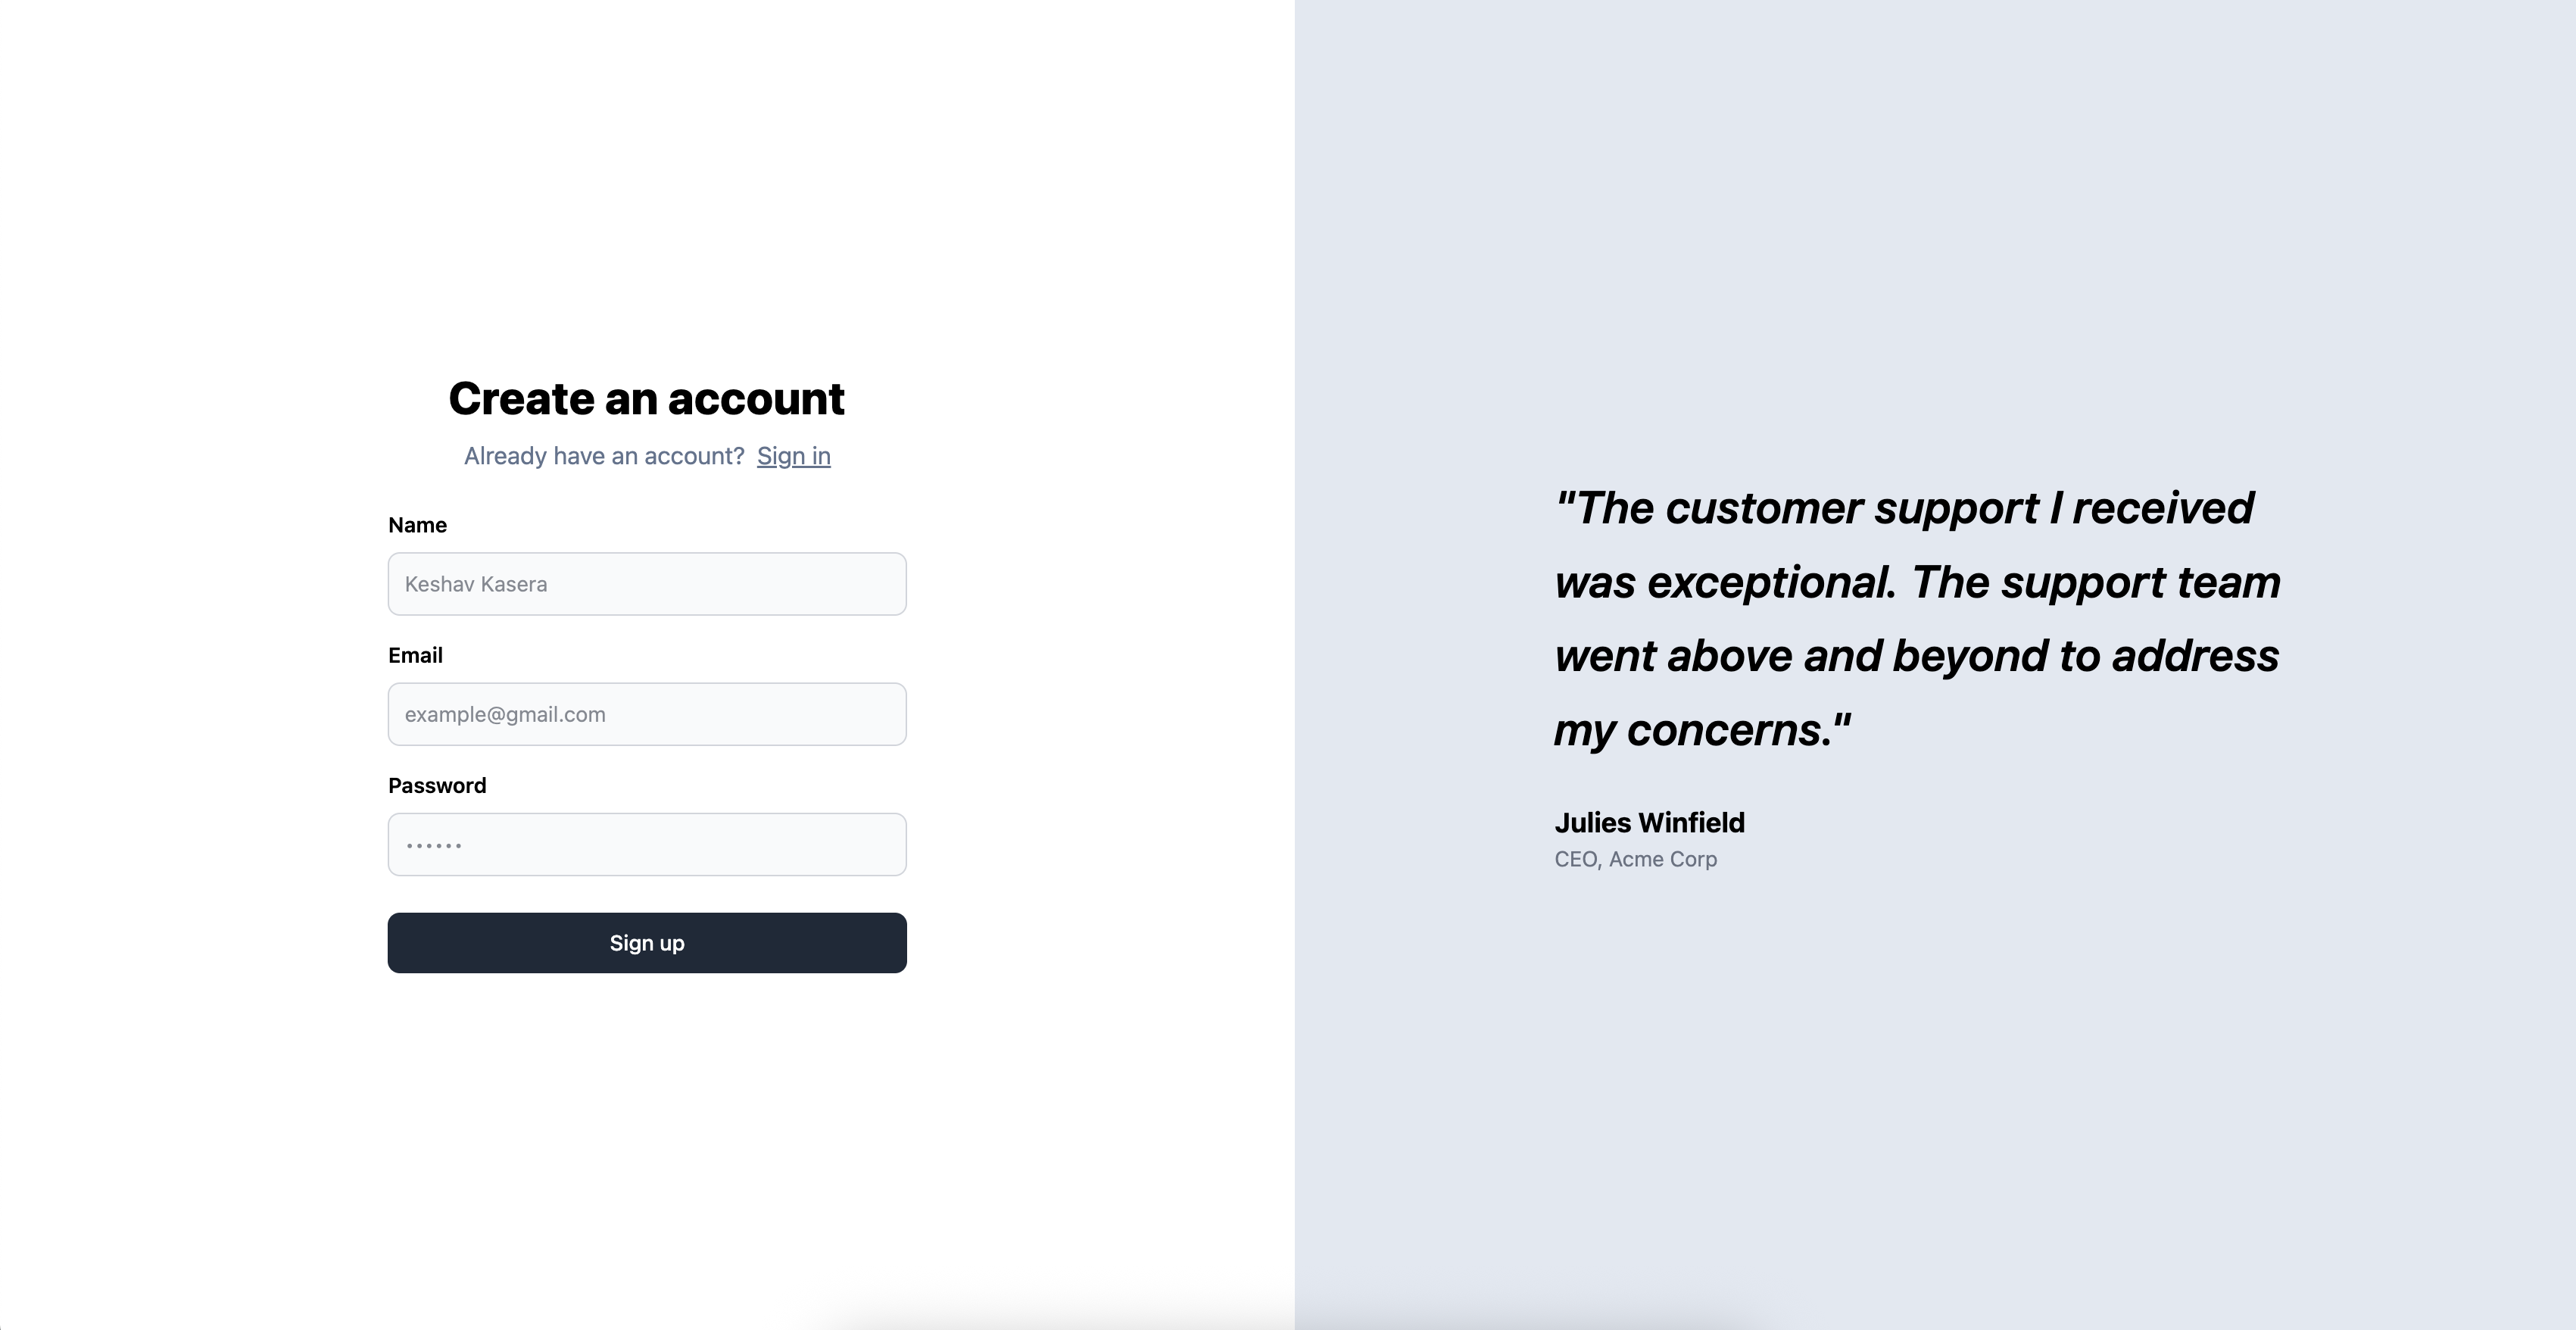 Create an account
Already have an account? Sign in
Name
Keshav Kasera
Email
example@gmail.com
Password
••••••
Sign up
"The customer support I received
was exceptional. The support team
went above and beyond to address
my concerns."
Julies Winfield
CEO, Acme Corp